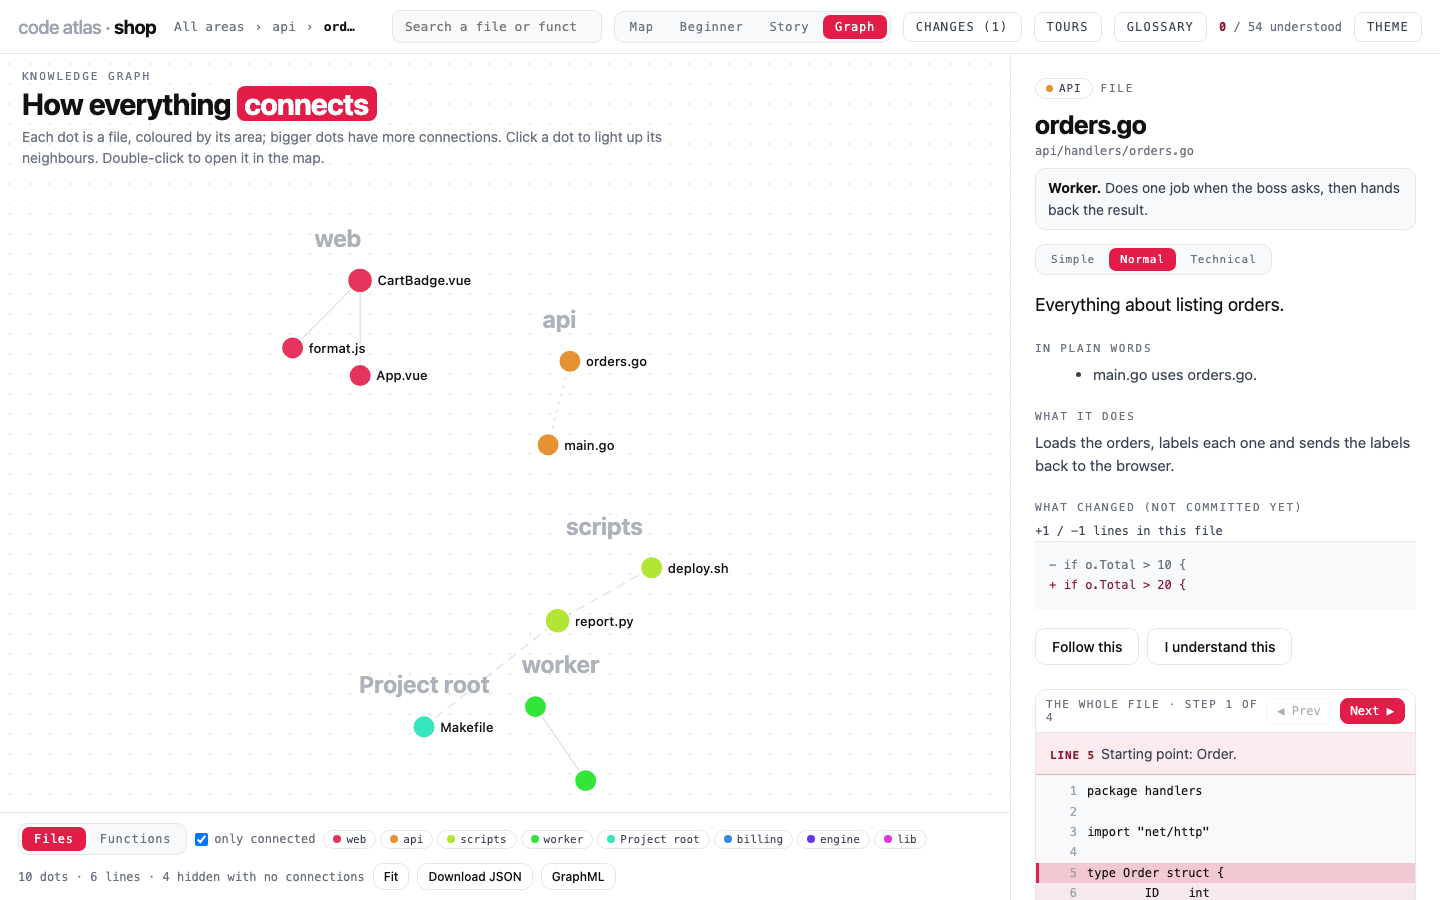 code atlas · shop
All areas › api › ord…
Search a file or funct
Map Beginner Story Graph
CHANGES (1)
TOURS
GLOSSARY
0 / 54 understood
THEME
KNOWLEDGE GRAPH
How everything connects
Each dot is a file, coloured by its area; bigger dots have more connections. Click a dot to light up its
neighbours. Double-click to open it in the map.
web
CartBadge.vue
format.js
App.vue
api
orders.go
main.go
scripts
deploy.sh
report.py
worker
Project root
Makefile
Files Functions
only connected
web
api
scripts
worker
Project root
billing
engine
lib
10 dots · 6 lines · 4 hidden with no connections
Fit
Download JSON
GraphML
API FILE
orders.go
api/handlers/orders.go
Worker. Does one job when the boss asks, then hands
back the result.
Simple Normal Technical
Everything about listing orders.
IN PLAIN WORDS
• main.go uses orders.go.
WHAT IT DOES
Loads the orders, labels each one and sends the labels
back to the browser.
WHAT CHANGED (NOT COMMITTED YET)
+1 / −1 lines in this file
− if o.Total > 10 {
+ if o.Total > 20 {
Follow this
I understand this
THE WHOLE FILE · STEP 1 OF
4
◀ Prev
Next ▶
LINE 5 Starting point: Order.
1 package handlers
2
3 import "net/http"
4
5 type Order struct {
6 ID int